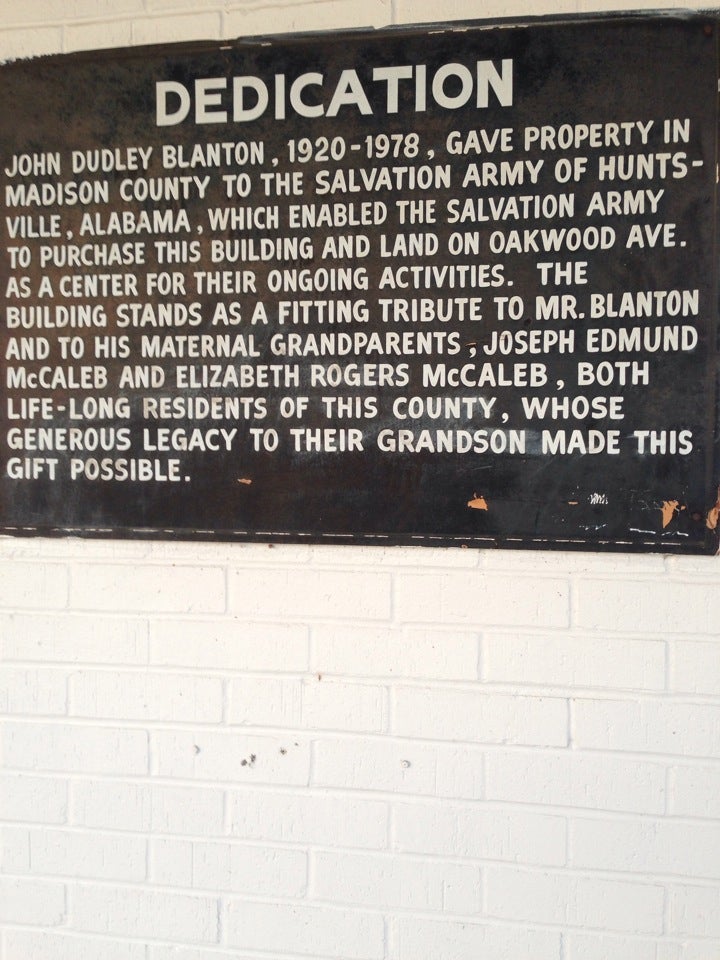 DEDICATION
JOHN DUDLEY BLANTON, 1920-1978, GAVE PROPERTY IN
MADISON COUNTY TO THE SALVATION ARMY OF HUNTS-
VILLE, ALABAMA, WHICH ENABLED THE SALVATION ARMY
TO PURCHASE THIS BUILDING AND LAND ON OAKWOOD AVE.
AS A CENTER FOR THEIR ONGOING ACTIVITIES. THE
BUILDING STANDS AS A FITTING TRIBUTE TO MR. BLANTON
AND TO HIS MATERNAL GRANDPARENTS, JOSEPH EDMUND
McCALEB AND ELIZABETH ROGERS McCALEB, BOTH
LIFE-LONG RESIDENTS OF THIS COUNTY, WHOSE
GENEROUS LEGACY TO THEIR GRANDSON MADE THIS
GIFT POSSIBLE.